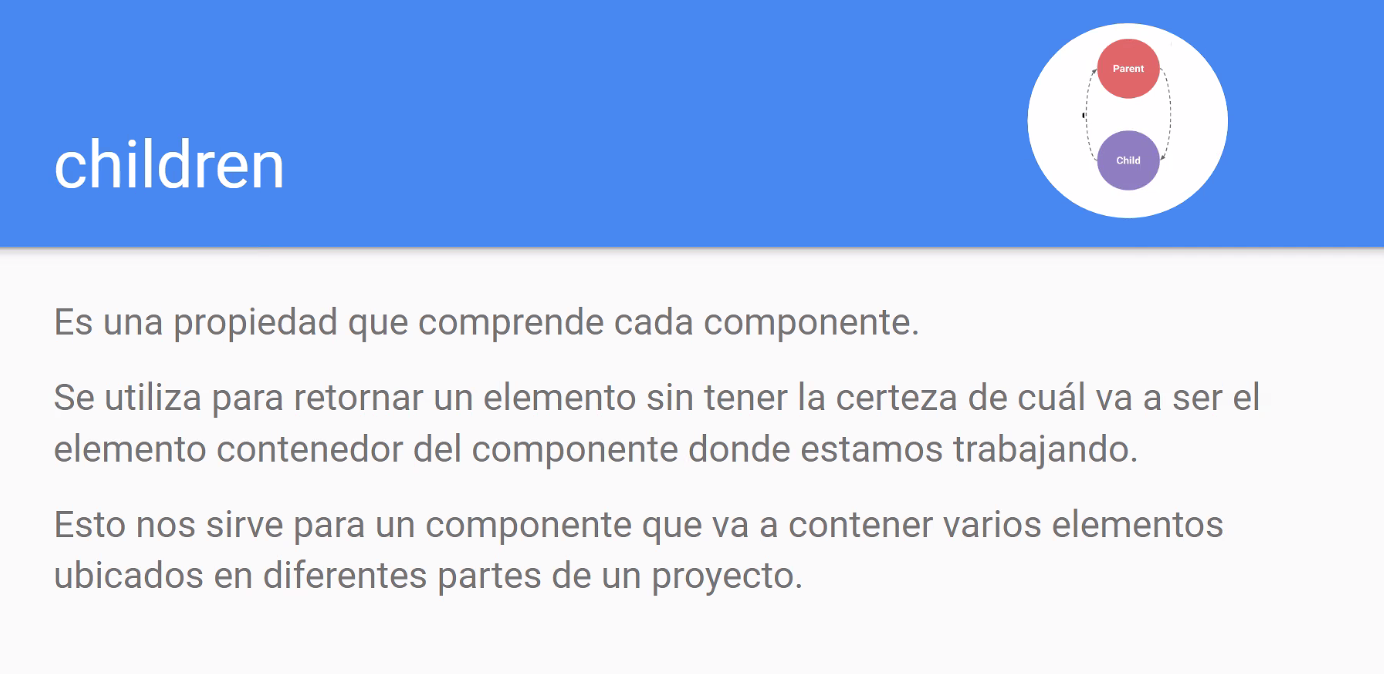 Parent
children
Child
Es una propiedad que comprende cada componente.
Se utiliza para retornar un elemento sin tener la certeza de cuál va a ser el
elemento contenedor del componente donde estamos trabajando.
Esto nos sirve para un componente que va a contener varios elementos
ubicados en diferentes partes de un proyecto.